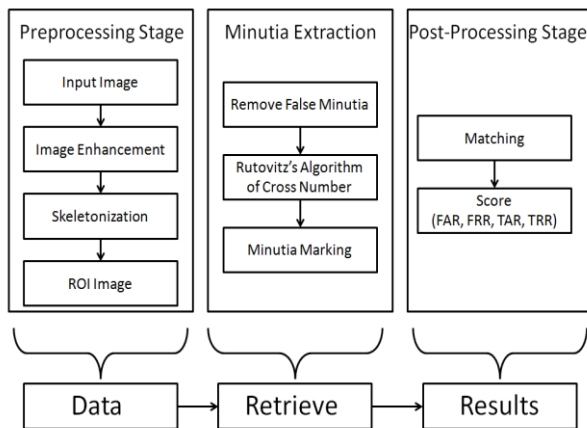 Preprocessing Stage
Input Image
Image Enhancement
Skeletonization
ROI Image
Minutia Extraction
Remove False Minutia
Rutovitz's Algorithm
of Cross Number
Minutia Marking
Post-Processing Stage
Matching
Score
(FAR, FRR, TAR, TRR)
Data
Retrieve
Results